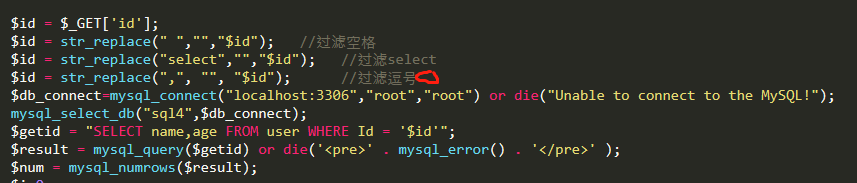 $id = $_GET['id'];
$id = str_replace(" ","","$id");   //过滤空格
$id = str_replace("select","","$id");   //过滤select
$id = str_replace(",", "", "$id");      //过滤逗号
$db_connect=mysql_connect("localhost:3306","root","root") or die("Unable to connect to the MySQL!");
mysql_select_db("sql4",$db_connect);
$getid = "SELECT name,age FROM user WHERE Id = '$id'";
$result = mysql_query($getid) or die('<pre>' . mysql_error() . '</pre>' );
$num = mysql_numrows($result);